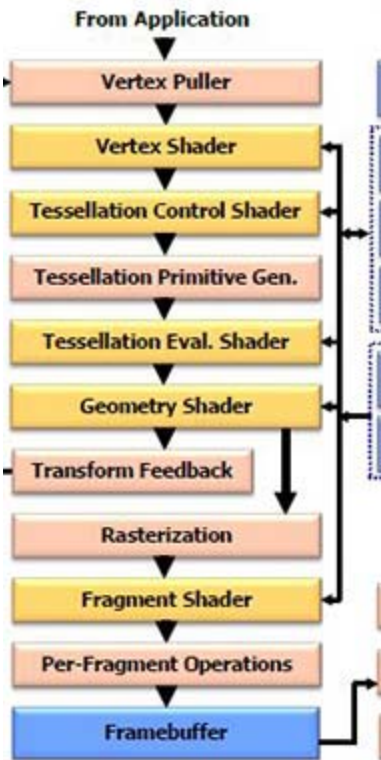 From Application
Vertex Puller
Vertex Shader
Tessellation Control Shader
Tessellation Primitive Gen.
Tessellation Eval. Shader
Geometry Shader
Transform Feedback
Rasterization
Fragment Shader
Per-Fragment Operations
Framebuffer